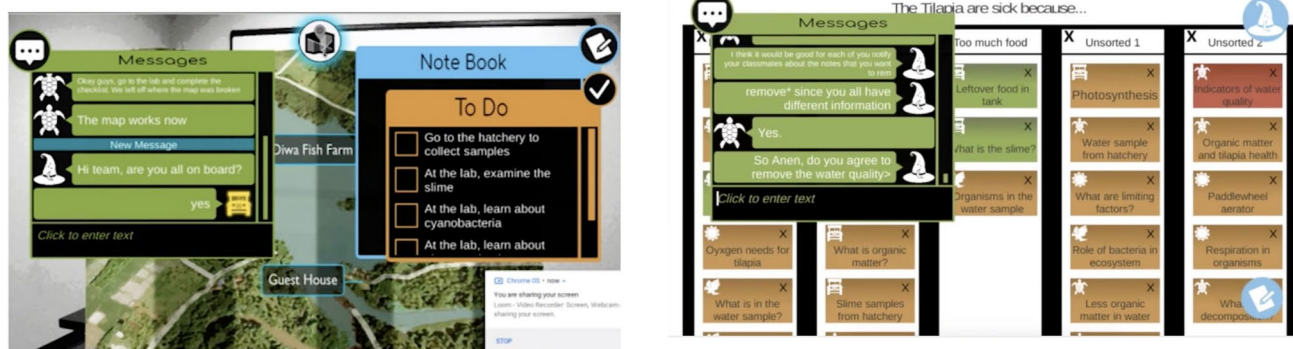 Messages
Okay guys, go to the lab and complete the
checklist. We left off where the map was broken
The map works now
New Message
Hi team, are you all on board?
yes
Click to enter text
Diwa Fish Farm
Guest House
Note Book
To Do
Go to the hatchery to
collect samples
At the lab, examine the
slime
At the lab, learn about
cyanobacteria
At the lab, learn about
Chrome OS • now
You are sharing your screen
Loom - Video Recorder Screen, Webcam
sharing your screen.
STOP
The Tilapia are sick because...
Messages
I think it would be good for each of you notify
your classmates about the notes that you want
to rem
remove* since you all have
different information
Yes.
So Anen, do you agree to
remove the water quality>
Click to enter text
X
Oyxgen needs for
tilapia
X
What is in the
water sample?
X
What is organic
matter?
X
Slime samples
from hatchery
X
Too much food
X
Leftover food in
tank
X
What is the slime?
X
Organisms in the
water sample
X
Unsorted 1
X
Photosynthesis
X
Water sample
from hatchery
X
What are limiting
factors?
X
Role of bacteria in
ecosystem
X
Less organic
matter in water
X
Unsorted 2
X
Indicators of water
quality
X
Organic matter
and tilapia health
X
Paddlewheel
aerator
X
Respiration in
organisms
X